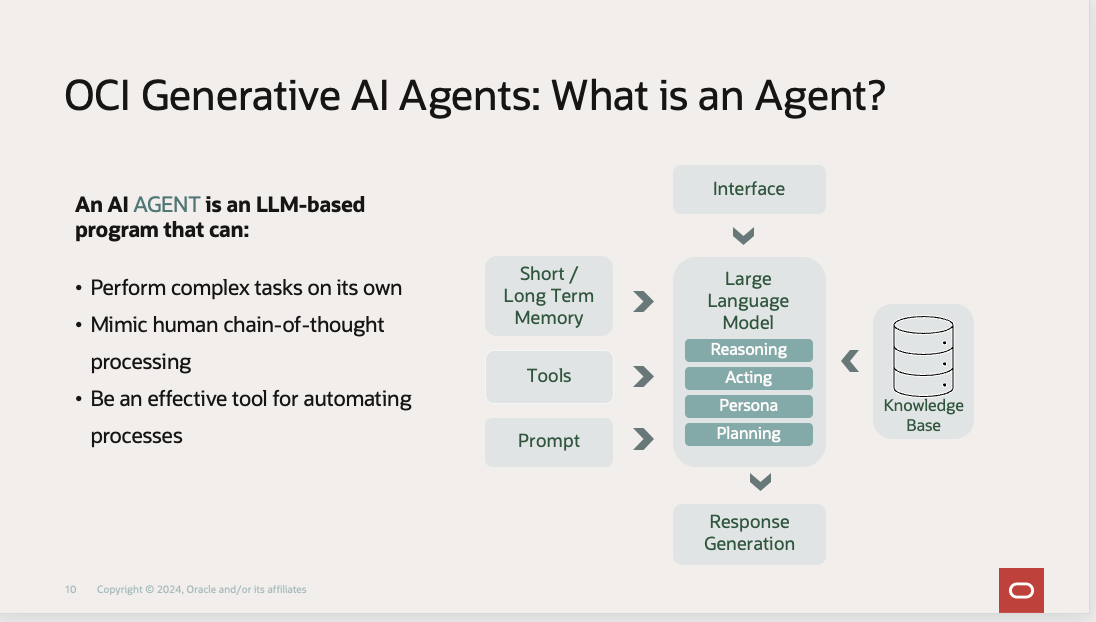 OCI Generative AI Agents: What is an Agent?
An AI AGENT is an LLM-based
program that can:
• Perform complex tasks on its own
• Mimic human chain-of-thought
processing
• Be an effective tool for automating
processes
Interface
Short /
Long Term
Memory
Tools
Prompt
Large
Language
Model
Reasoning
Acting
Persona
Planning
Knowledge
Base
Response
Generation
10 Copyright © 2024, Oracle and/or its affiliates